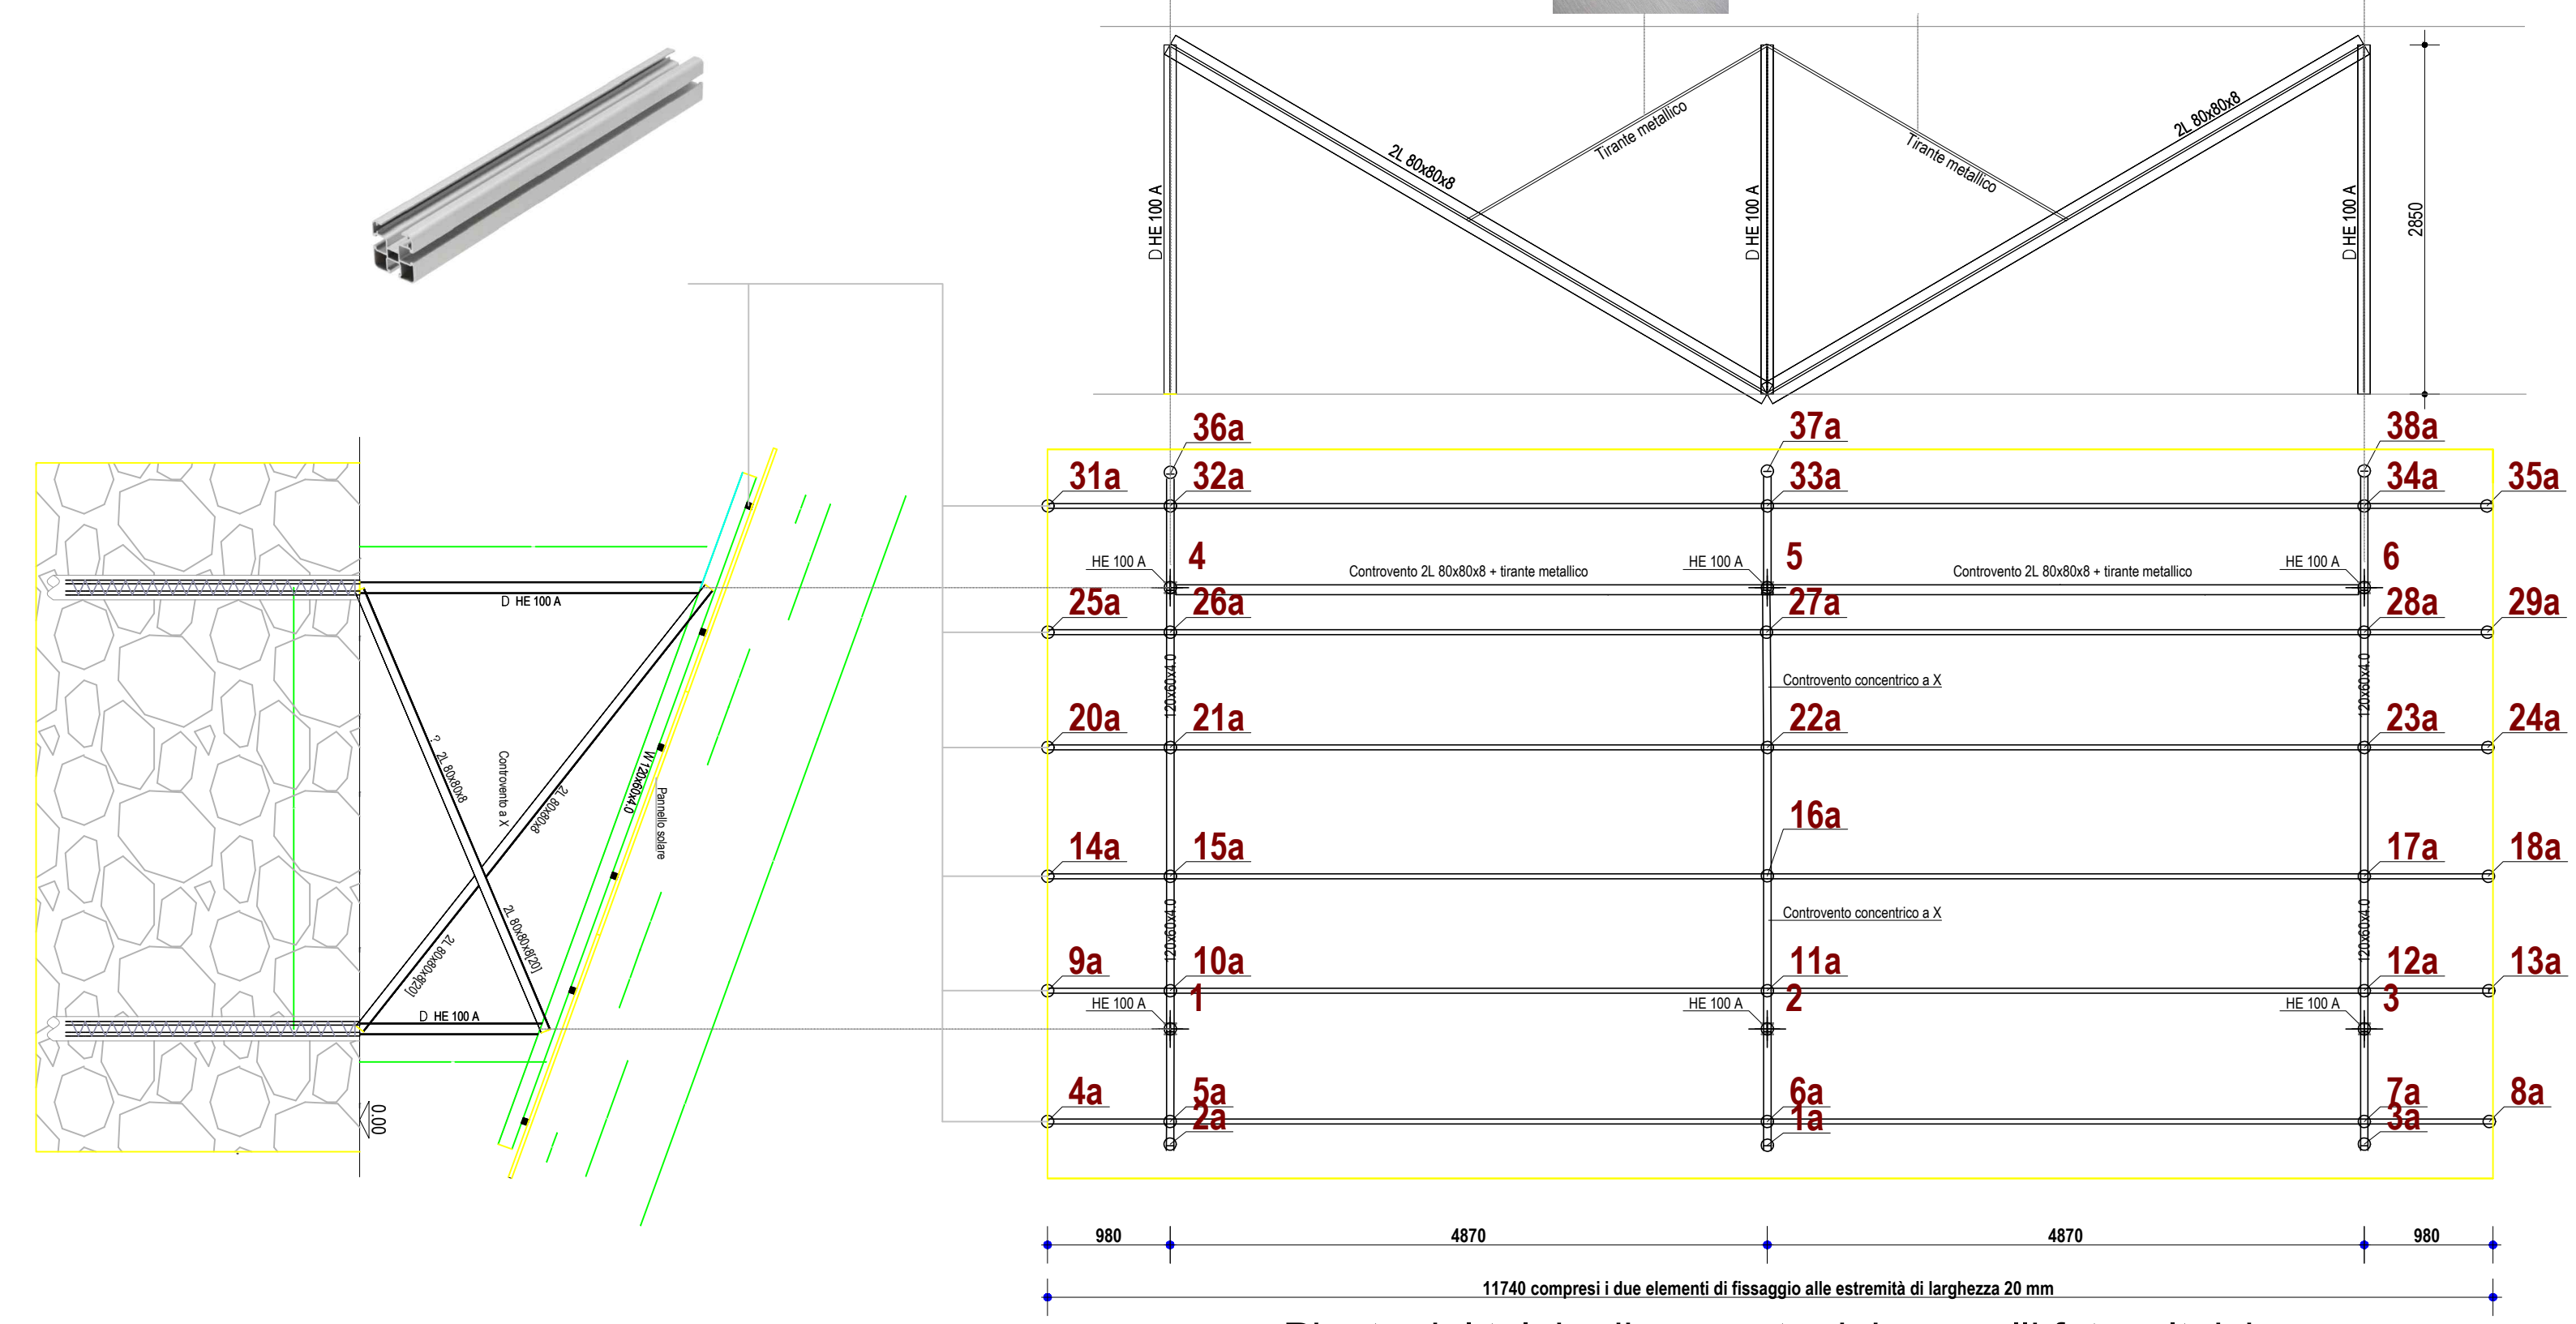 2L 80x80x8
Tirante metallico
Tirante metallico
2L 80x80x8
D HE 100 A
D HE 100 A
D HE 100 A
2850
36a
37a
38a
31a
32a
33a
34a
35a
HE 100 A
4
Controvento 2L 80x80x8 + tirante metallico
HE 100 A
5
Controvento 2L 80x80x8 + tirante metallico
HE 100 A
6
25a
26a
27a
28a
29a
120x60x4.0
Controvento concentrico a X
120x60x4.0
20a
21a
22a
23a
24a
16a
14a
15a
17a
18a
120x60x4.0
Controvento concentrico a X
120x60x4.0
9a
10a
11a
12a
13a
HE 100 A
1
HE 100 A
2
HE 100 A
3
4a
5a
6a
7a
8a
2a
1a
3a
D HE 100 A
? 2L 80x80x8
Controvento a X
2L 80x80x8
W 120x60x4.0
Pannello solare
2L 80x80x8[20]
2L 80x80x8[20]
D HE 100 A
0.00
980
4870
4870
980
11740 compresi i due elementi di fissaggio alle estremità di larghezza 20 mm